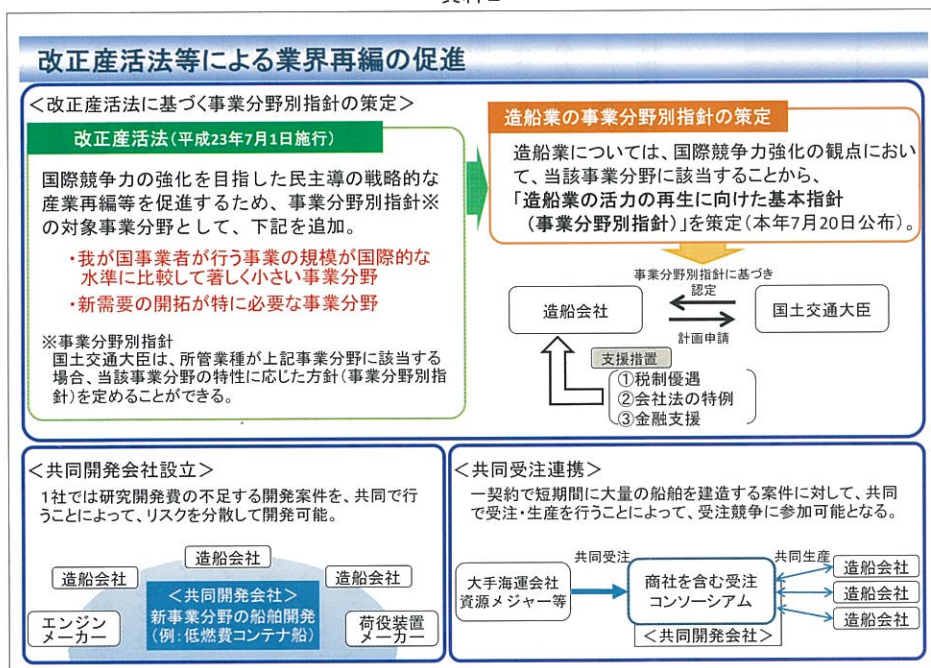 改正産活法等による業界再編の促進
＜改正産活法に基づく事業分野別指針の策定＞
改正産活法(平成23年7月1日施行)
国際競争力の強化を目指した民主導の戦略的な
産業再編等を促進するため、事業分野別指針※
の対象事業分野として、下記を追加。
・我が国事業者が行う事業の規模が国際的な
水準に比較して著しく小さい事業分野
・新需要の開拓が特に必要な事業分野
※事業分野別指針
国土交通大臣は、所管業種が上記事業分野に該当する
場合、当該事業分野の特性に応じた方針(事業分野別指
針)を定めることができる。
造船業の事業分野別指針の策定
造船業については、国際競争力強化の観点におい
て、当該事業分野に該当することから、
「造船業の活力の再生に向けた基本指針
(事業分野別指針)」を策定(本年7月20日公布)。
事業分野別指針に基づき
認定
造船会社
国土交通大臣
計画申請
支援措置
①税制優遇
②会社法の特例
③金融支援
＜共同開発会社設立＞
1社では研究開発費の不足する開発案件を、共同で行
うことによって、リスクを分散して開発可能。
造船会社
造船会社
造船会社
＜共同開発会社＞
新事業分野の船舶開発
(例：低燃費コンテナ船)
エンジン
メーカー
荷役装置
メーカー
＜共同受注連携＞
一契約で短期間に大量の船舶を建造する案件に対して、共同
で受注・生産を行うことによって、受注競争に参加可能となる。
共同受注
共同生産
大手海運会社
資源メジャー等
商社を含む受注
コンソーシアム
＜共同開発会社＞
造船会社
造船会社
造船会社